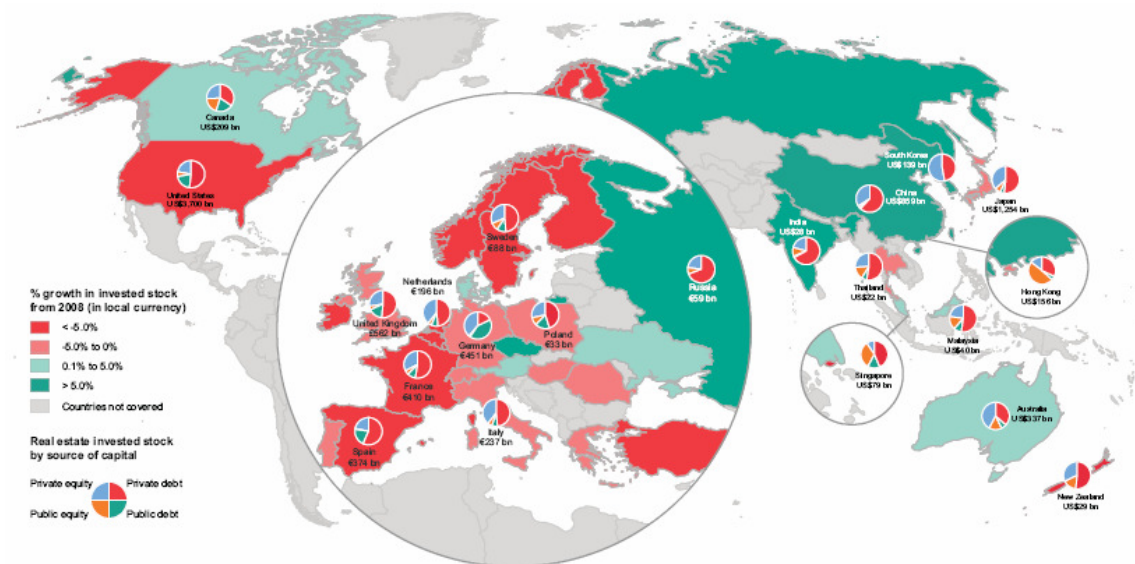 Canada
US$209 bn
United States
US$3,700 bn
Sweden
€88 bn
Netherlands
€196 bn
United Kingdom
£562 bn
Germany
€451 bn
Poland
€33 bn
France
€410 bn
Spain
€374 bn
Italy
€237 bn
Russia
€59 bn
South Korea
US$139 bn
China
US$859 bn
Japan
US$1,254 bn
India
US$28 bn
Hong Kong
US$156 bn
Thailand
US$22 bn
Malaysia
US$40 bn
Singapore
US$79 bn
Australia
US$337 bn
New Zealand
US$29 bn
% growth in invested stock
from 2008 (in local currency)
< -5.0%
-5.0% to 0%
0.1% to 5.0%
> 5.0%
Countries not covered
Real estate invested stock
by source of capital
Private equity
Private debt
Public equity
Public debt